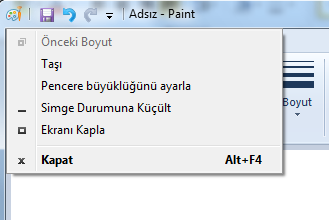 Adsız - Paint
Önceki Boyut
Taşı
Pencere büyüklüğünü ayarla
Simge Durumuna Küçült
Ekranı Kapla
Kapat Alt+F4
Boyut